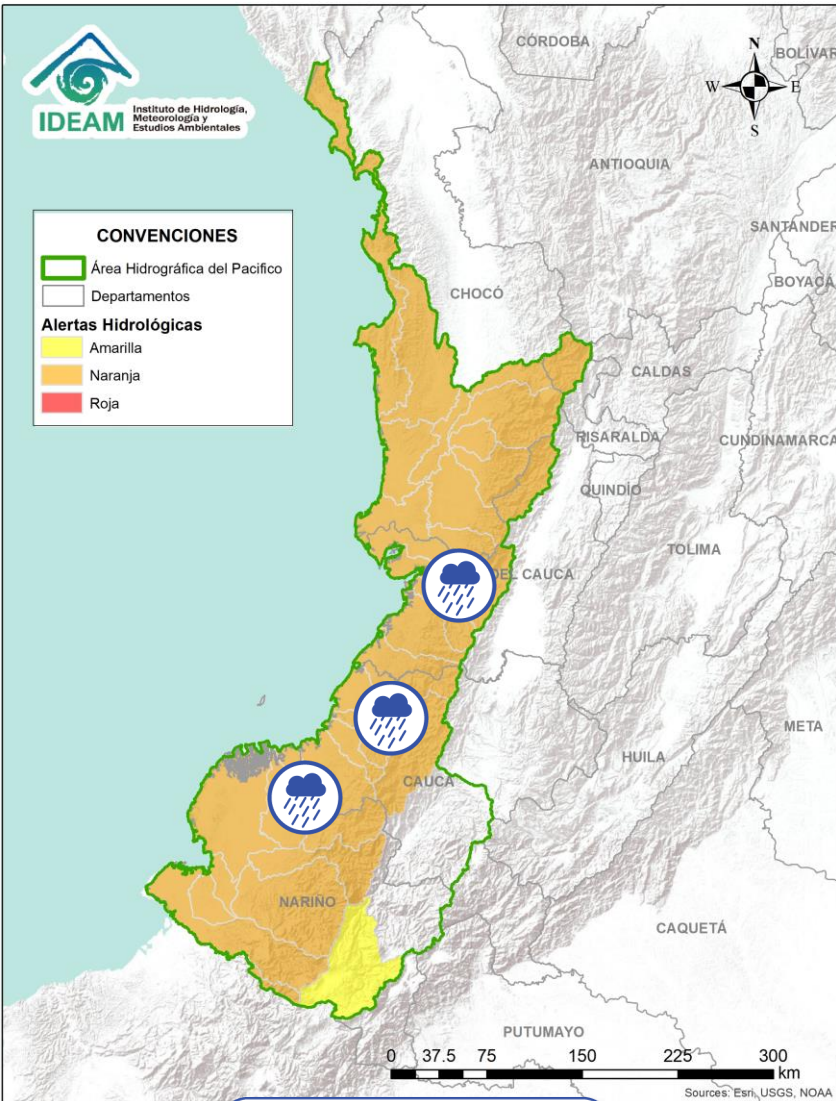 IDEAM
Instituto de Hidrología,
Meteorología y
Estudios Ambientales
N
W
E
S
CÓRDOBA
BOLÍVAR
ANTIOQUIA
SANTANDER
BOYACÁ
CHOCÓ
CALDAS
RISARALDA
CUNDINAMARCA
QUINDÍO
TOLIMA
DEL CAUCA
META
HUILA
CAUCA
NARIÑO
CAQUETÁ
PUTUMAYO
CONVENCIONES
Área Hidrográfica del Pacifico
Departamentos
Alertas Hidrológicas
Amarilla
Naranja
Roja
0 37.5 75 150 225 300
km
Sources: Esri, USGS, NOAA